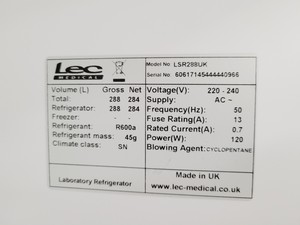 Lec
MEDICAL
Model No LSR288UK
Serial No 60617145444440966
Volume (L) Gross Net
Total: 288 284
Refrigerator: 288 284
Freezer: - -
Refrigerant: R600a
Refrigerant mass: 45g
Climate class: SN
Voltage(V): 220 - 240
Supply: AC ~
Frequency(Hz): 50
Fuse Rating(A): 13
Rated Current(A): 0.7
Power(W): 120
Blowing Agent: CYCLOPENTANE
Laboratory Refrigerator
Made in UK
www.lec-medical.co.uk